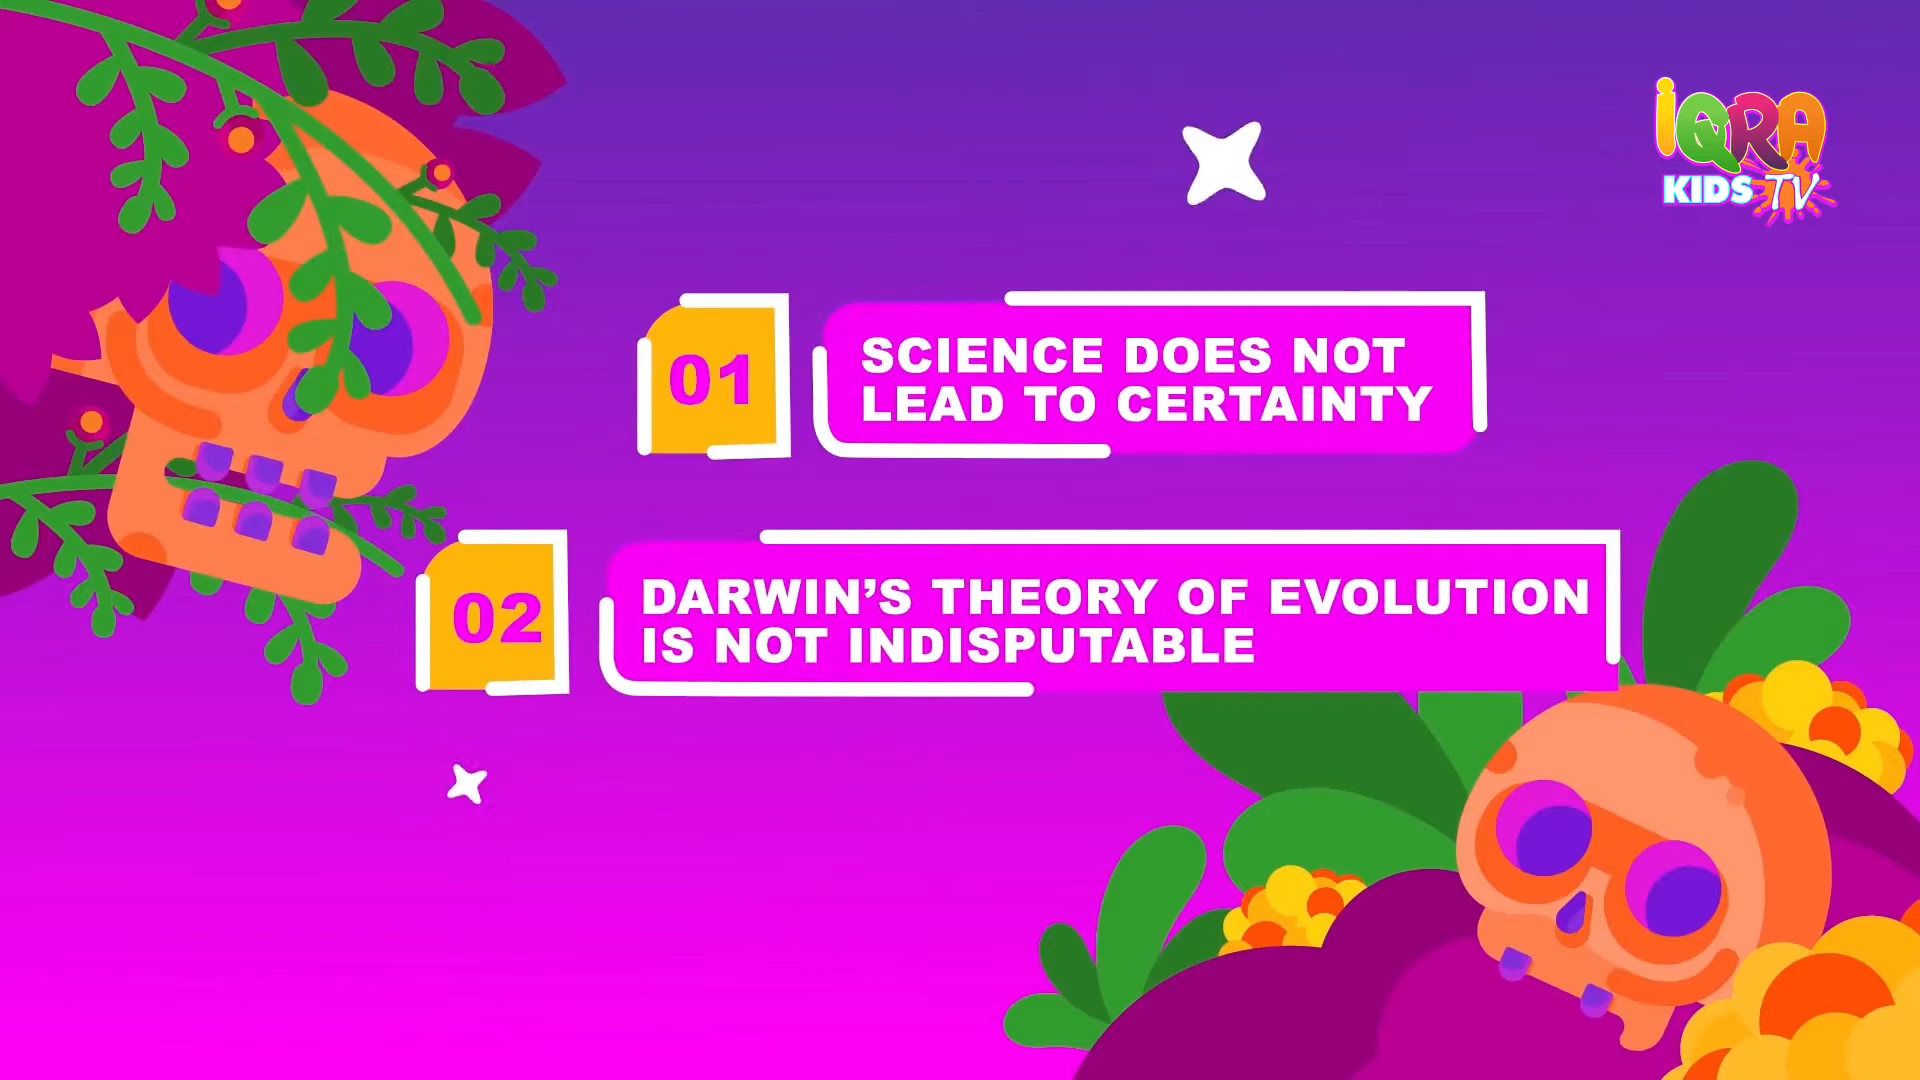 iQRA
KIDS TV
01
SCIENCE DOES NOT
LEAD TO CERTAINTY
02
DARWIN’S THEORY OF EVOLUTION
IS NOT INDISPUTABLE